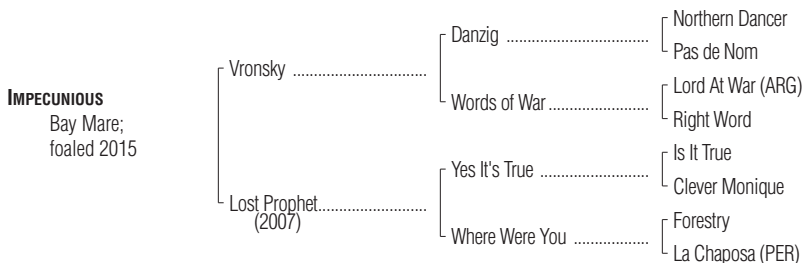 IMPECUNIOUS
Bay Mare;
foaled 2015
Vronsky
Lost Prophet
(2007)
Danzig
Words of War
Yes It's True
Where Were You
Northern Dancer
Pas de Nom
Lord At War (ARG)
Right Word
Is It True
Clever Monique
Forestry
La Chaposa (PER)